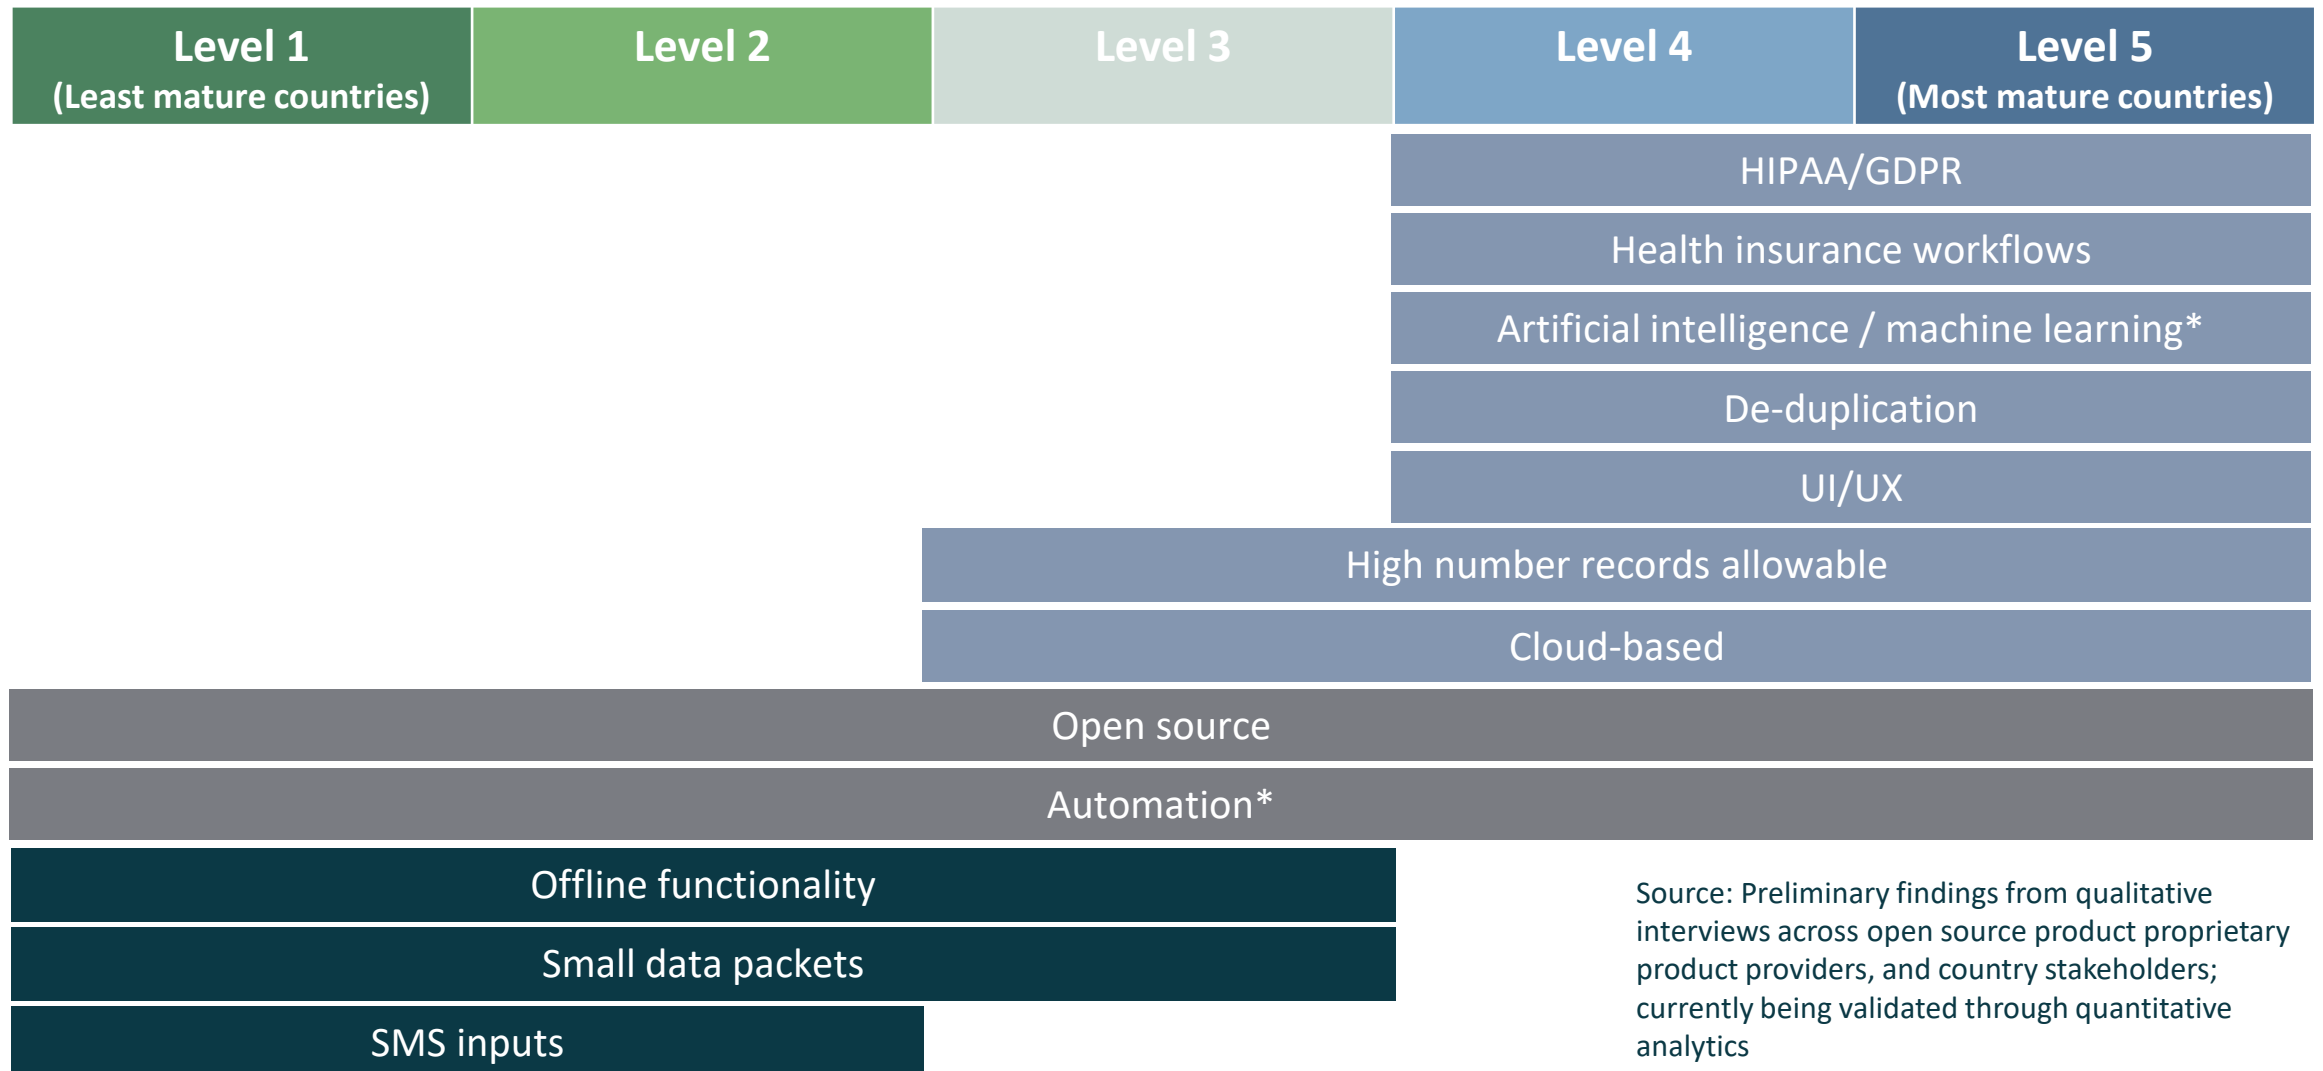 Level 1
(Least mature countries)
Level 2
Level 3
Level 4
Level 5
(Most mature countries)
HIPAA/GDPR
Health insurance workflows
Artificial intelligence / machine learning*
De-duplication
UI/UX
High number records allowable
Cloud-based
Open source
Automation*
Offline functionality
Small data packets
SMS inputs
Source: Preliminary findings from qualitative
interviews across open source product proprietary
product providers, and country stakeholders;
currently being validated through quantitative
analytics